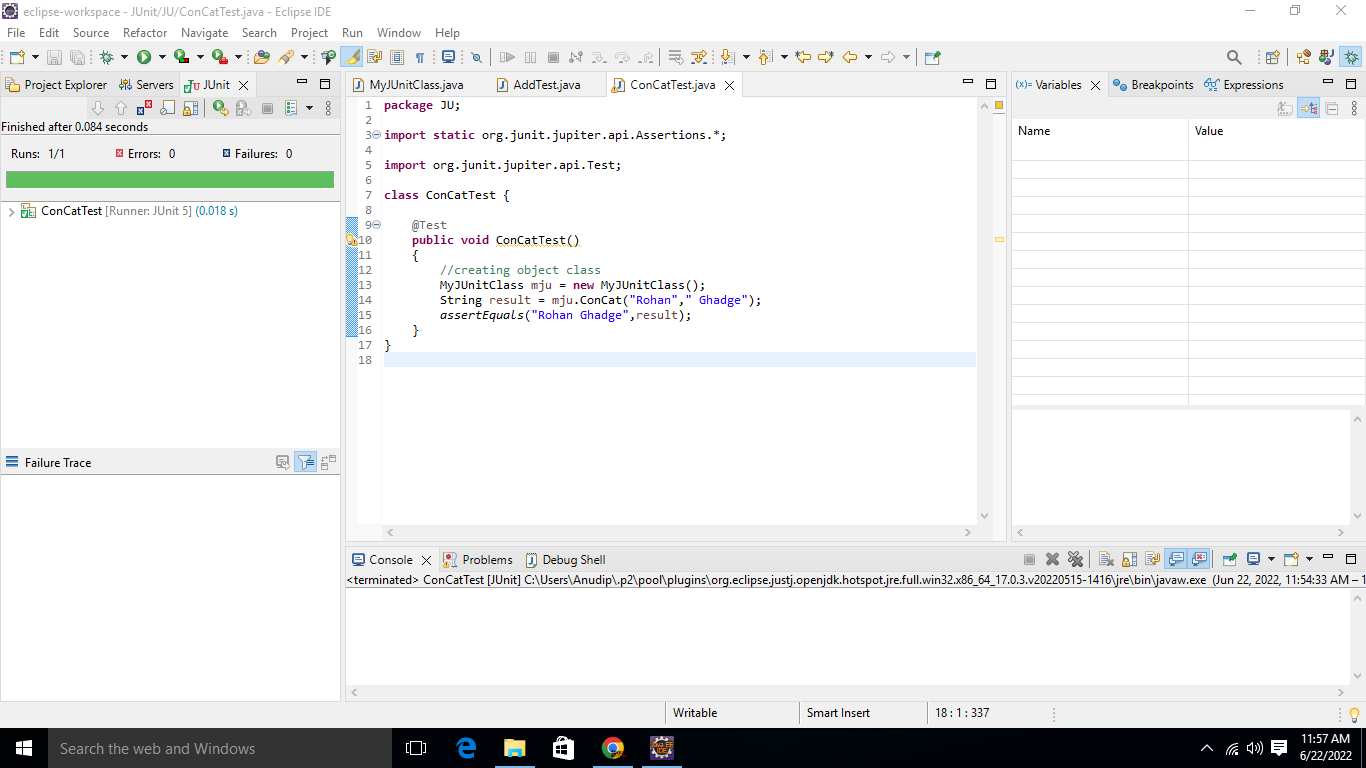 eclipse-workspace - JUnit/JU/ConCatTest.java - Eclipse IDE
File Edit Source Refactor Navigate Search Project Run Window Help
Project Explorer Servers JUnit
Finished after 0.084 seconds
Runs: 1/1 Errors: 0 Failures: 0
ConCatTest [Runner: JUnit 5] (0.018 s)
Failure Trace
MyJUnitClass.java AddTest.java ConCatTest.java
1 package JU;
2
3 import static org.junit.jupiter.api.Assertions.*;
4
5 import org.junit.jupiter.api.Test;
6
7 class ConCatTest {
8
9 @Test
10 public void ConCatTest()
11 {
12 //creating object class
13 MyJUnitClass mju = new MyJUnitClass();
14 String result = mju.ConCat("Rohan"," Ghadge");
15 assertEquals("Rohan Ghadge",result);
16 }
17 }
18
(x)= Variables Breakpoints Expressions
Name Value
Console Problems Debug Shell
<terminated> ConCatTest [JUnit] C:\Users\Anudip\.p2\pool\plugins\org.eclipse.justj.openjdk.hotspot.jre.full.win32.x86_64_17.0.3.v20220515-1416\jre\bin\javaw.exe (Jun 22, 2022, 11:54:33 AM – 1
Writable Smart Insert 18 : 1 : 337
Search the web and Windows
11:57 AM
6/22/2022